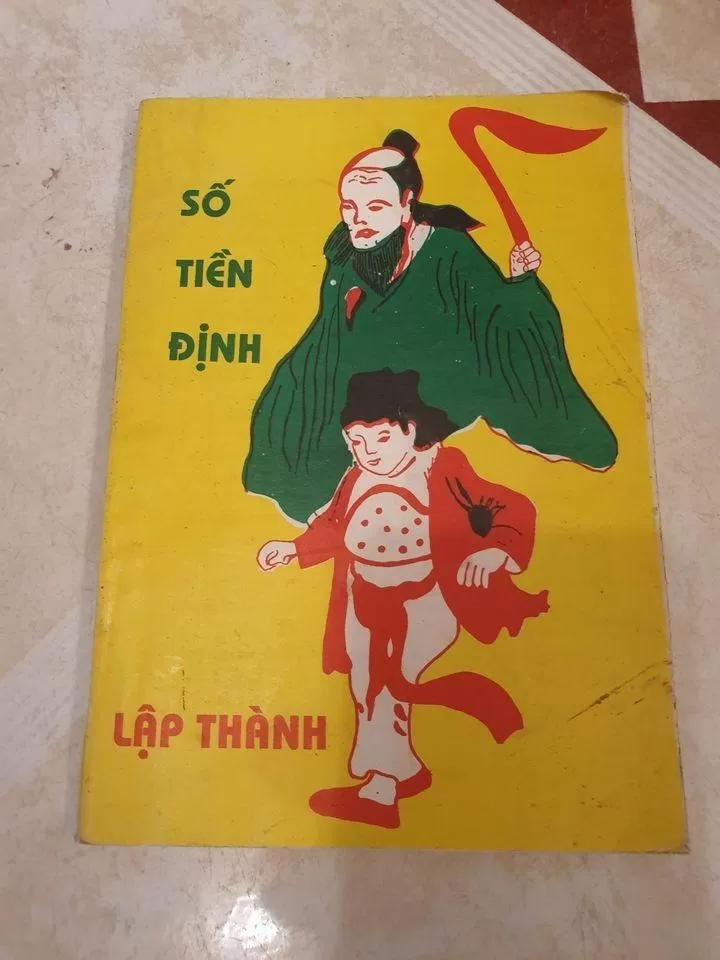 SỐ
TIỀN
ĐỊNH
LẬP THÀNH